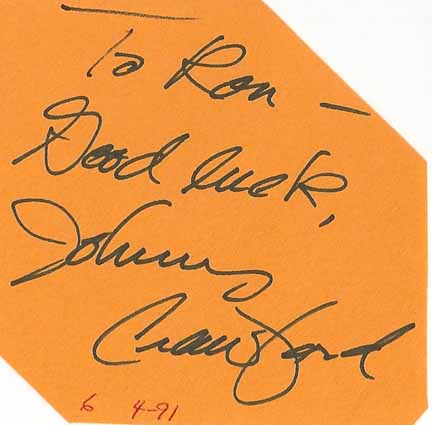 To Ron –
Good luck,
Johnny
Crawford
6 4-91